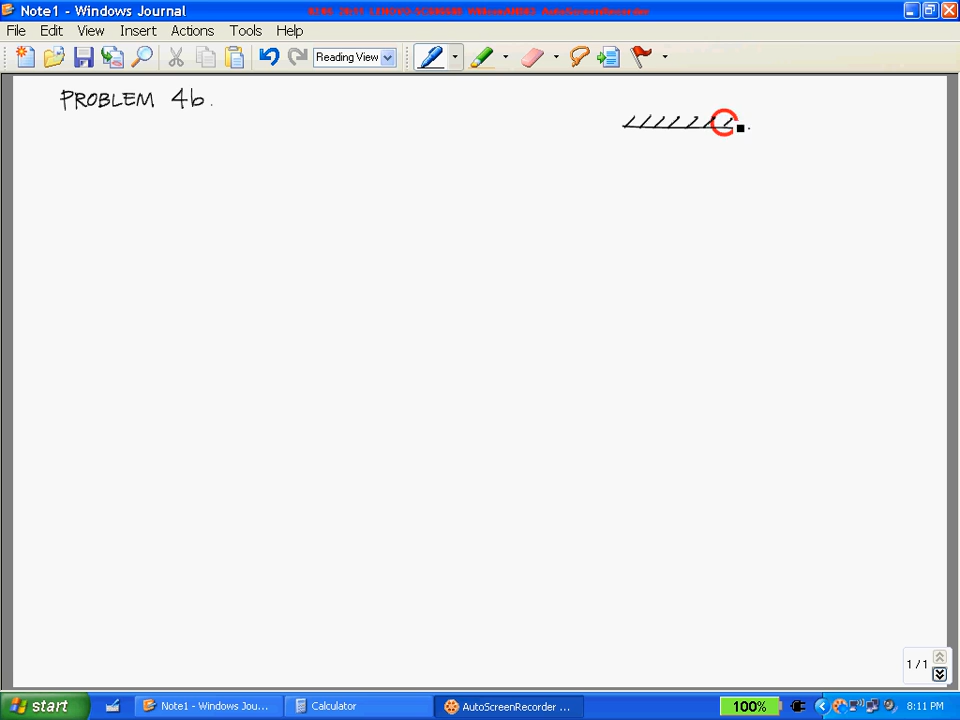 Note1 - Windows Journal
File Edit View Insert Actions Tools Help
Reading View
PROBLEM 4b.
1 / 1
start
Note1 - Windows Jou...
Calculator
AutoScreenRecorder ...
100%
8:11 PM